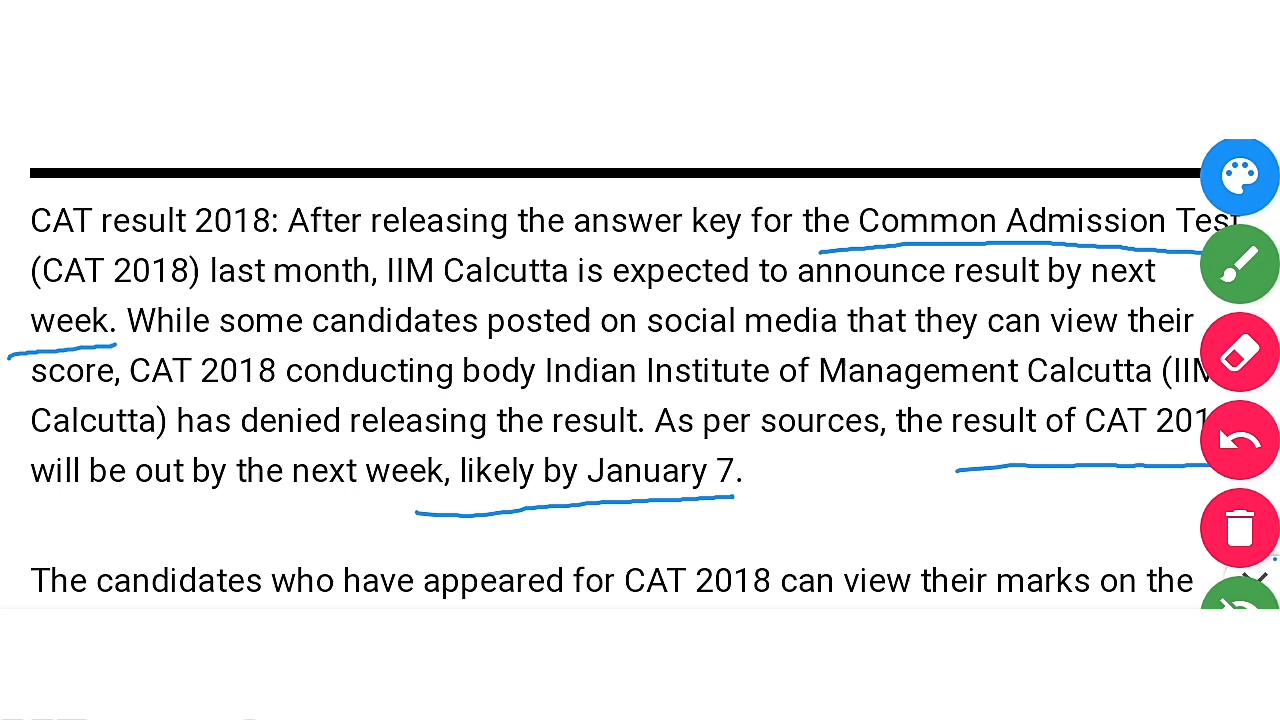 CAT result 2018: After releasing the answer key for the Common Admission Test
(CAT 2018) last month, IIM Calcutta is expected to announce result by next
week. While some candidates posted on social media that they can view their
score, CAT 2018 conducting body Indian Institute of Management Calcutta (IIM
Calcutta) has denied releasing the result. As per sources, the result of CAT 201
will be out by the next week, likely by January 7.
The candidates who have appeared for CAT 2018 can view their marks on the